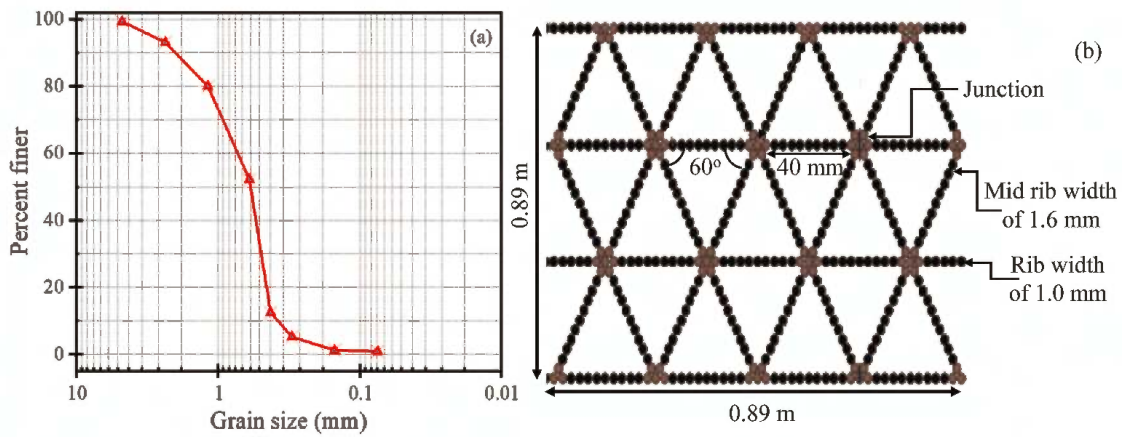 (a)
100
80
60
40
20
0
Percent finer
10
1
0.1
0.01
Grain size (mm)
(b)
0.89 m
Junction
60°
40 mm
Mid rib width
of 1.6 mm
Rib width
of 1.0 mm
0.89 m